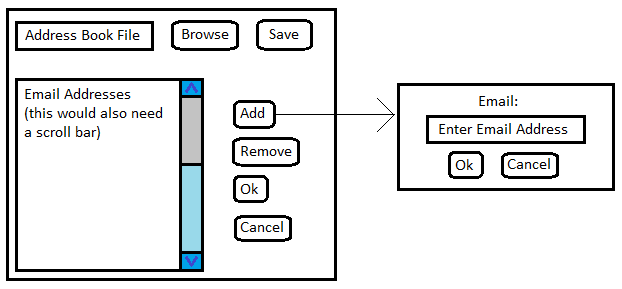 Address Book File
Browse
Save
Email Addresses
(this would also need
a scroll bar)
Add
Remove
Ok
Cancel
Email:
Enter Email Address
Ok
Cancel